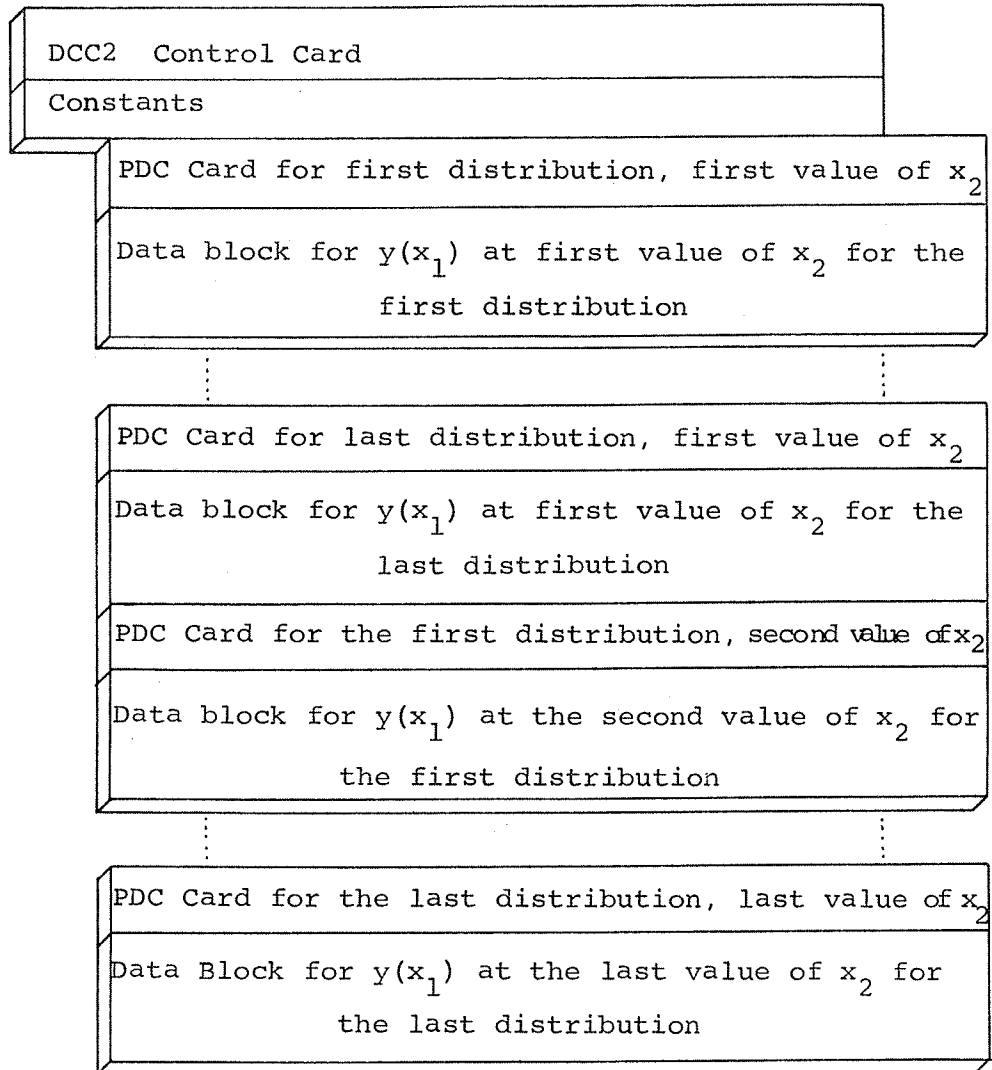 DCC2 Control Card
Constants
PDC Card for first distribution, first value of x₂
Data block for y(x₁) at first value of x₂ for the
first distribution
PDC Card for last distribution, first value of x₂
Data block for y(x₁) at first value of x₂ for the
last distribution
PDC Card for the first distribution, second value of x₂
Data block for y(x₁) at the second value of x₂ for
the first distribution
PDC Card for the last distribution, last value of x₂
Data Block for y(x₁) at the last value of x₂ for
the last distribution